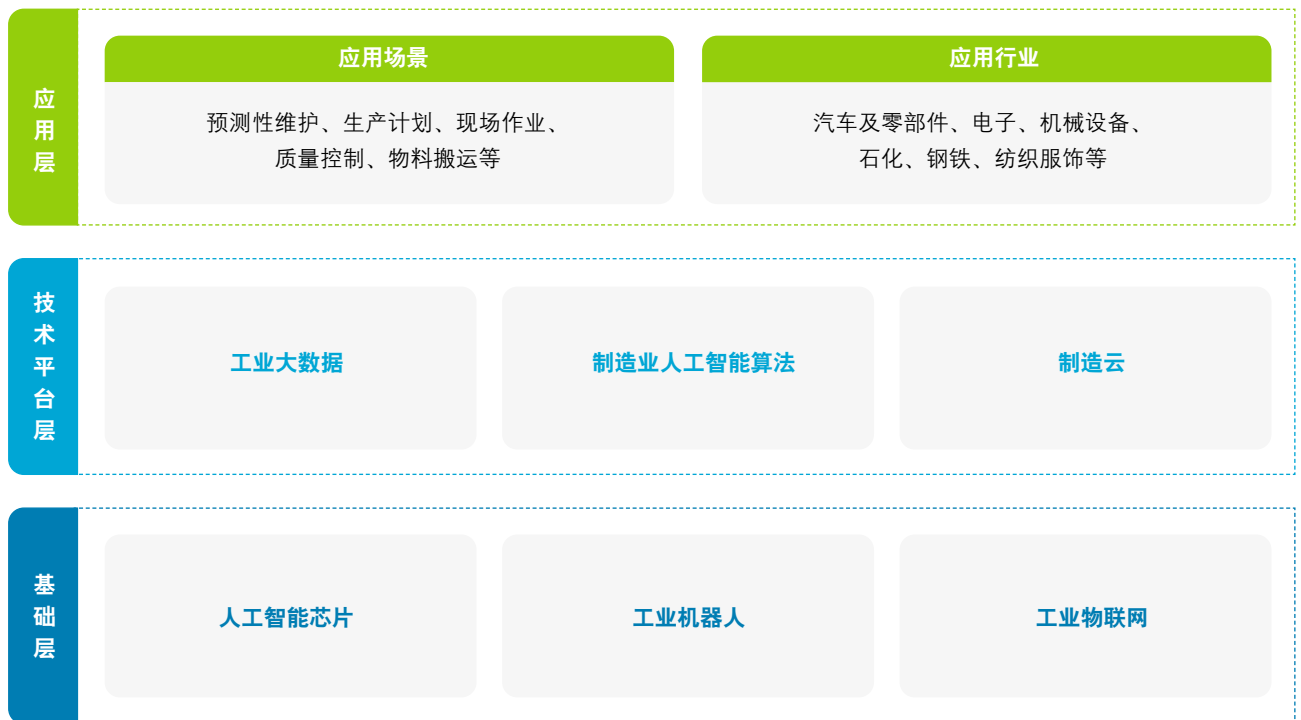 应用层
应用场景
预测性维护、生产计划、现场作业、
质量控制、物料搬运等
应用行业
汽车及零部件、电子、机械设备、
石化、钢铁、纺织服饰等
技术平台层
工业大数据
制造业人工智能算法
制造云
基础层
人工智能芯片
工业机器人
工业物联网